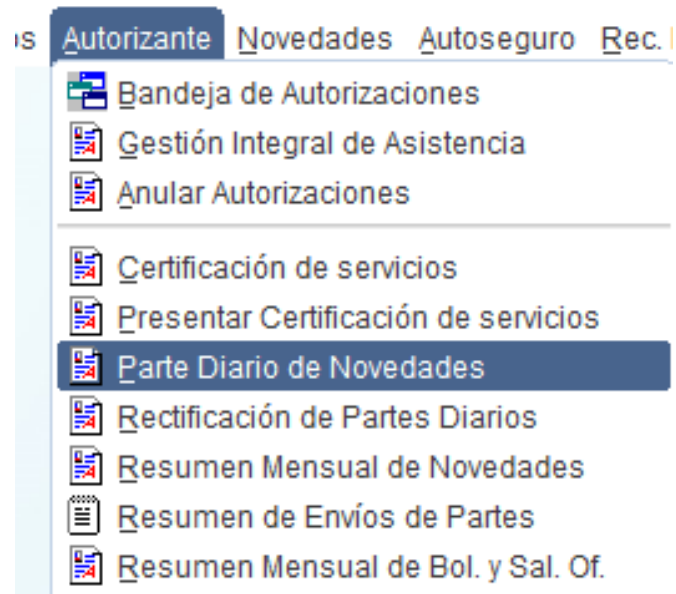 os Autorizante Novedades Autoseguro Rec.
Bandeja de Autorizaciones
Gestión Integral de Asistencia
Anular Autorizaciones
Certificación de servicios
Presentar Certificación de servicios
Parte Diario de Novedades
Rectificación de Partes Diarios
Resumen Mensual de Novedades
Resumen de Envíos de Partes
Resumen Mensual de Bol. y Sal. Of.